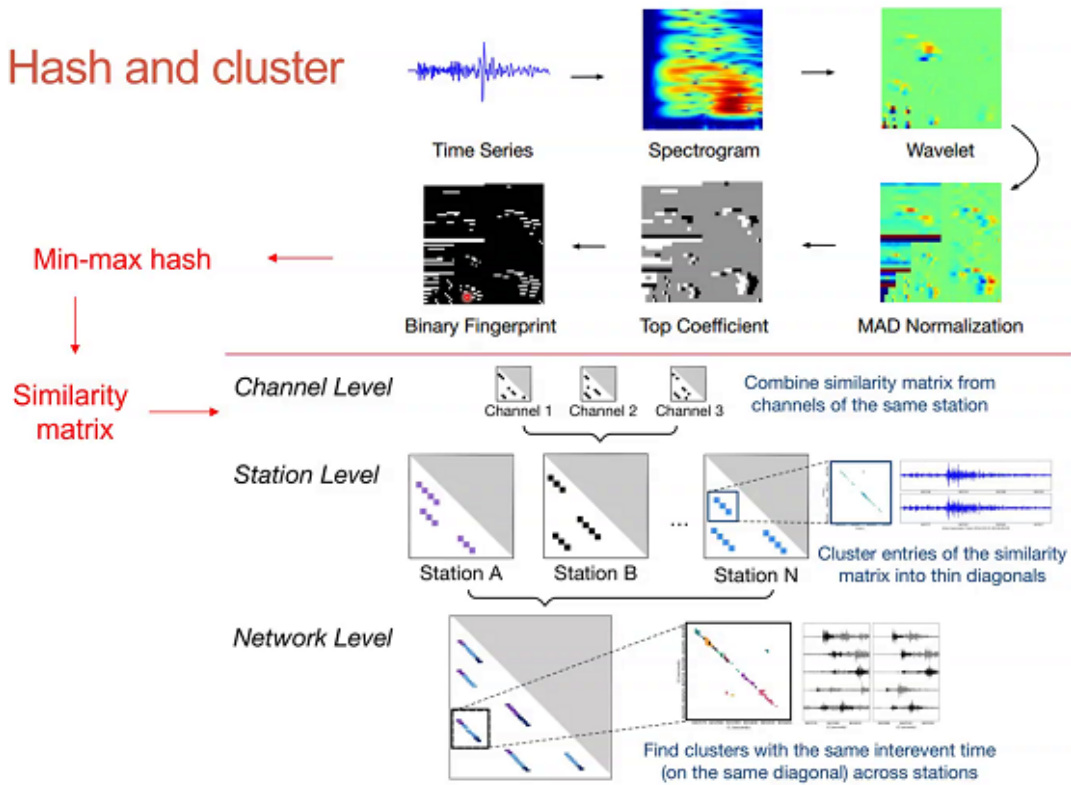 Hash and cluster
Time Series
Spectrogram
Wavelet
Min-max hash
Binary Fingerprint
Top Coefficient
MAD Normalization
Similarity
matrix
Channel Level
Channel 1
Channel 2
Channel 3
Combine similarity matrix from
channels of the same station
Station Level
...
Station A
Station B
Station N
Cluster entries of the similarity
matrix into thin diagonals
Network Level
Find clusters with the same interevent time
(on the same diagonal) across stations